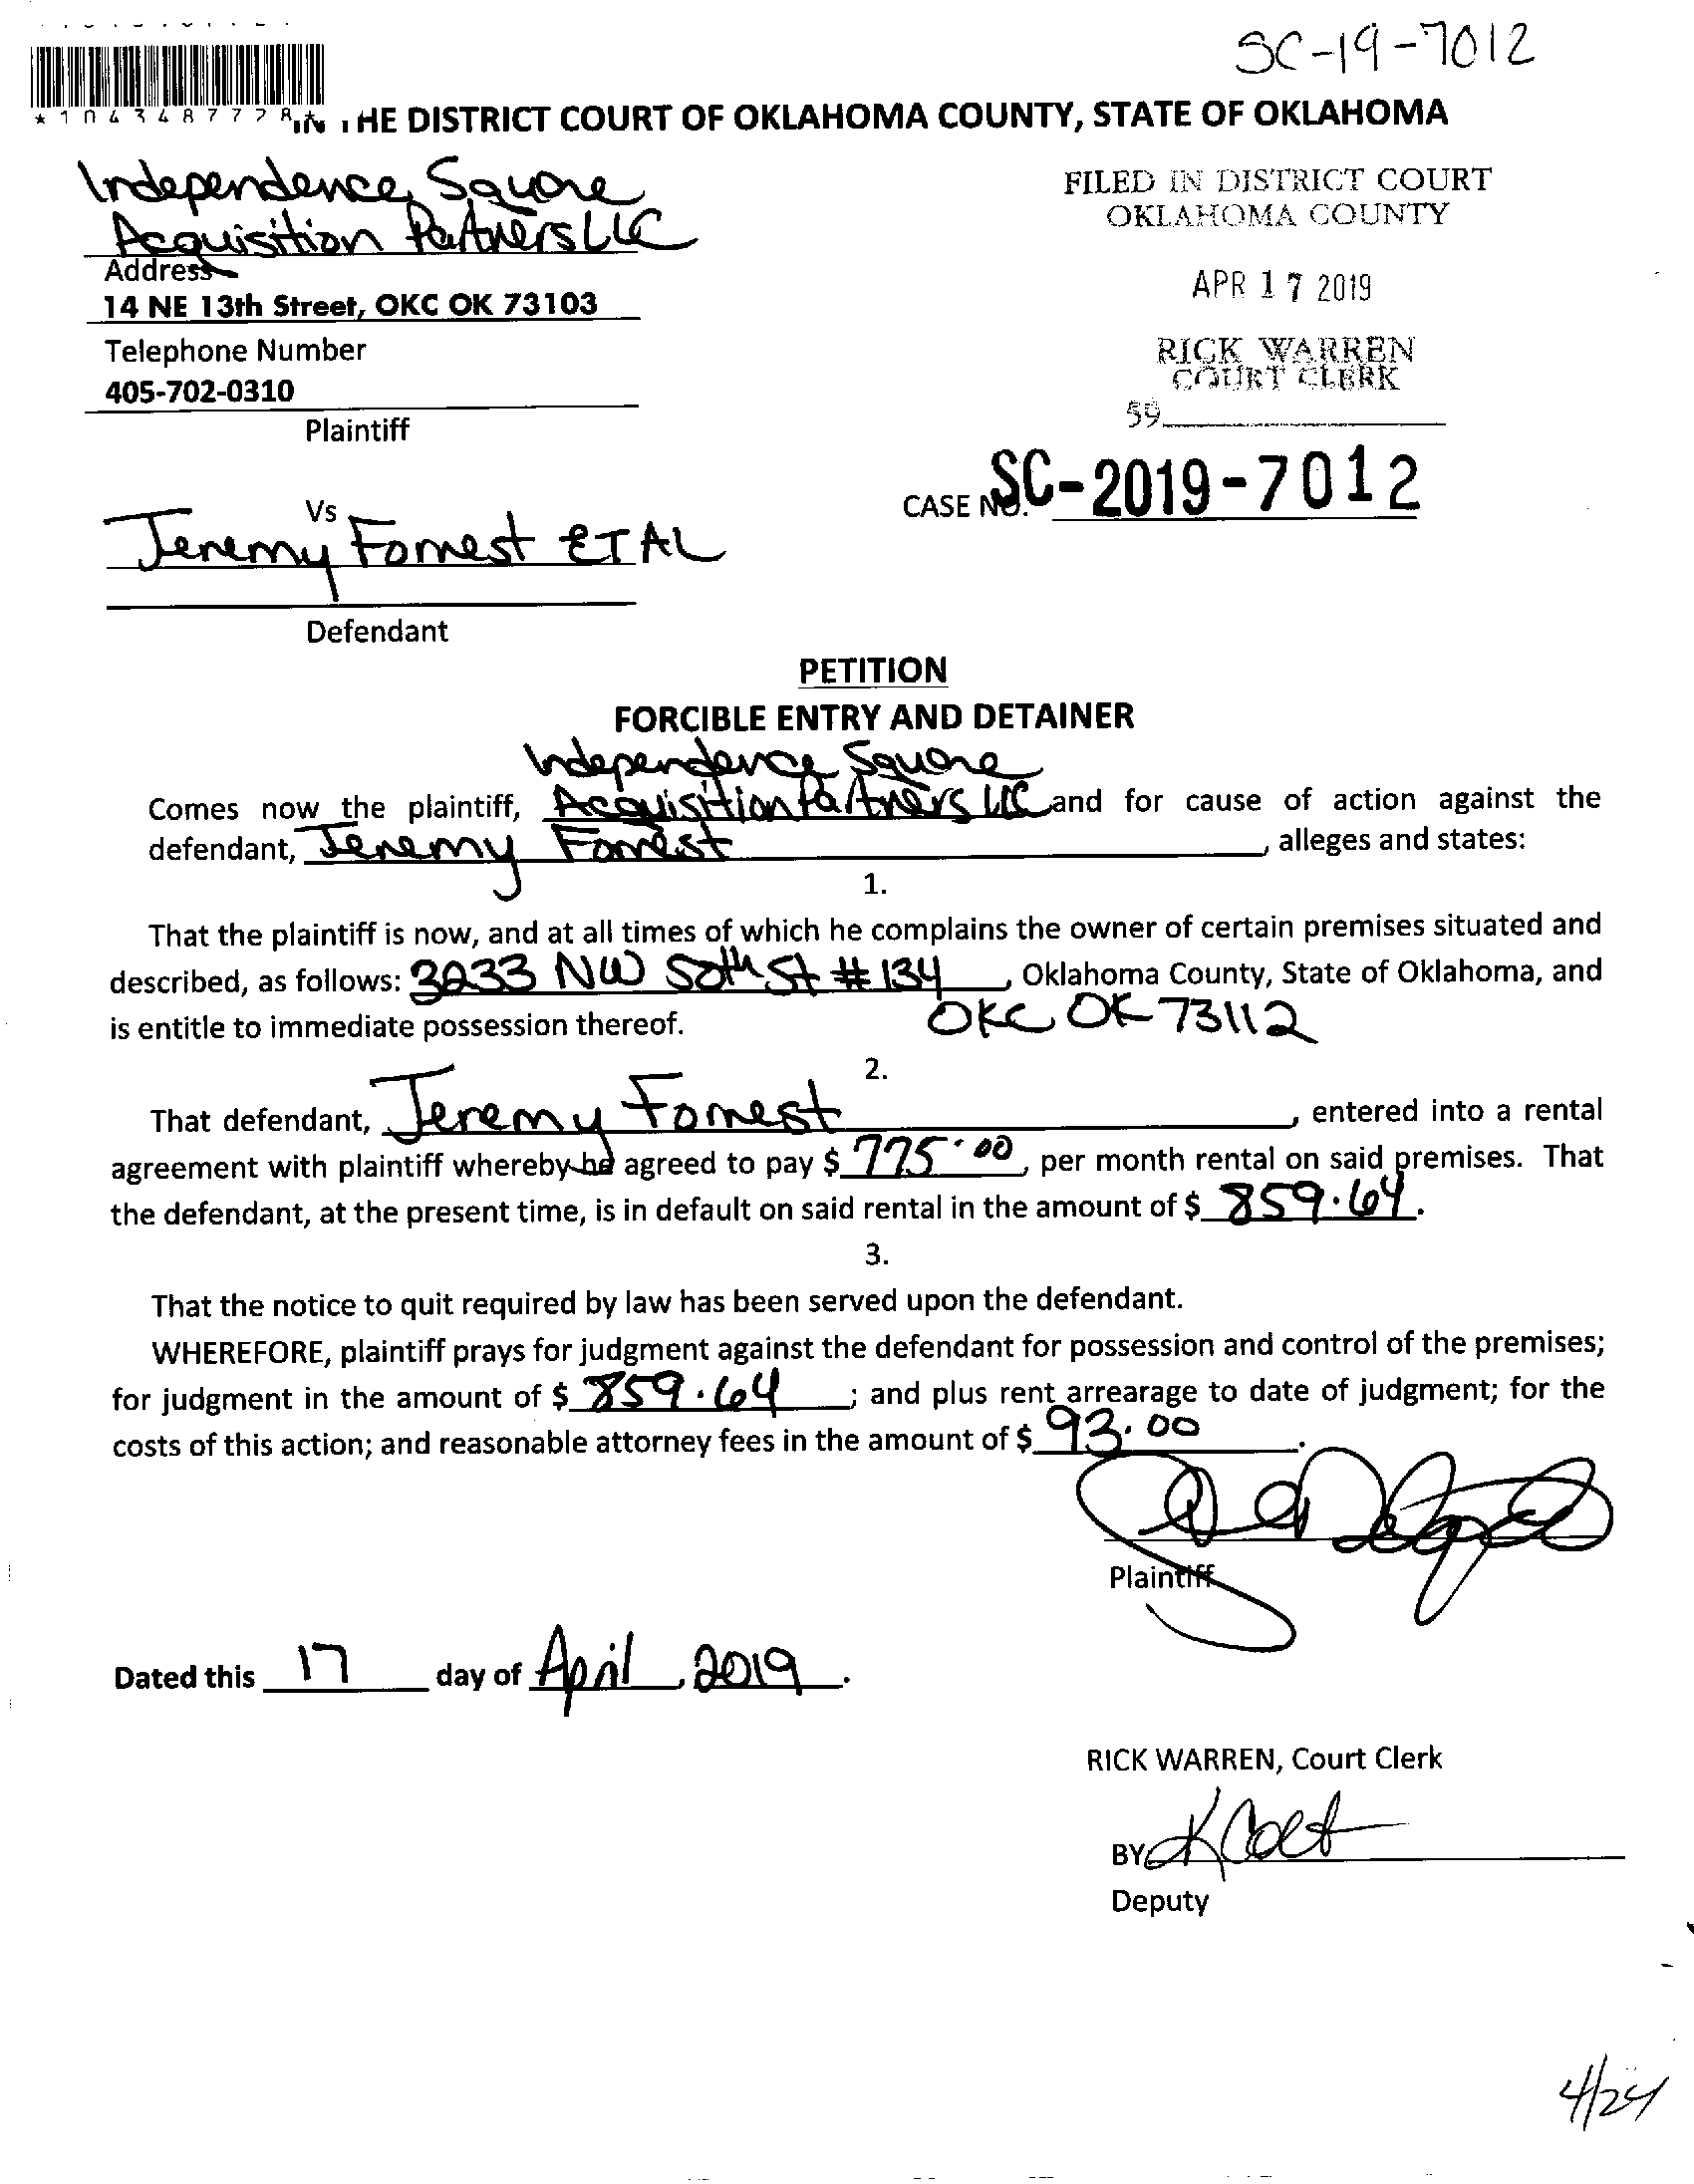 SC-19-7012
*1043487728*
IN THE DISTRICT COURT OF OKLAHOMA COUNTY, STATE OF OKLAHOMA
Independence Square
Acquisition Partners LLC
Address
14 NE 13th Street, OKC OK 73103
Telephone Number
405-702-0310
Plaintiff
FILED IN DISTRICT COURT
OKLAHOMA COUNTY
APR 17 2019
RICK WARREN
COURT CLERK
59
CASE NO. SC-2019-7012
Vs
Jeremy Forrest ET AL
Defendant
PETITION
FORCIBLE ENTRY AND DETAINER
Independence Square
Comes now the plaintiff, Acquisition Partners LLC and for cause of action against the
defendant, Jeremy Forrest, alleges and states:
1.
That the plaintiff is now, and at all times of which he complains the owner of certain premises situated and
described, as follows: 3233 NW 50th St # 134, Oklahoma County, State of Oklahoma, and
is entitle to immediate possession thereof. OKC OK 73112
2.
That defendant, Jeremy Forrest, entered into a rental
agreement with plaintiff whereby he agreed to pay $ 775.00, per month rental on said premises. That
the defendant, at the present time, is in default on said rental in the amount of $ 859.64.
3.
That the notice to quit required by law has been served upon the defendant.
WHEREFORE, plaintiff prays for judgment against the defendant for possession and control of the premises;
for judgment in the amount of $ 859.64; and plus rent arrearage to date of judgment; for the
costs of this action; and reasonable attorney fees in the amount of $ 93.00.
Plaintiff
Dated this 17 day of April, 2019.
RICK WARREN, Court Clerk
BY
Deputy
4/24